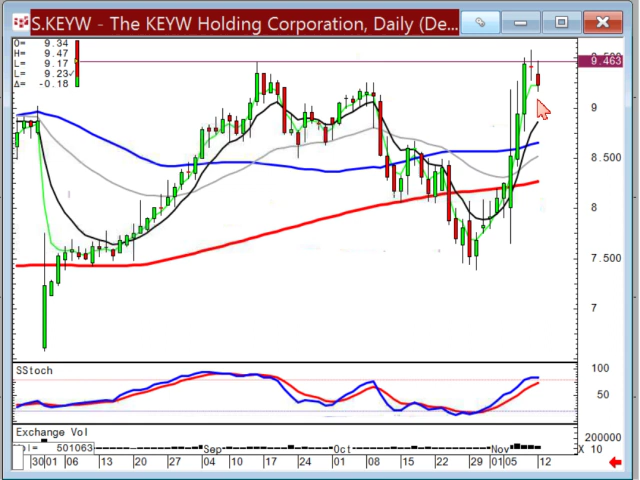 S.KEYW - The KEYW Holding Corporation, Daily (De...
O= 9.34
H= 9.47
L= 9.17
L= 9.23✓
Δ= -0.18
9.463
9
8.500
8
7.500
7
SStoch
100
50
Exchange Vol
Vol= 501063
200000
X 10
30 01 06 13 20 27 Sep 04 10 17 24 01 Oct 08 15 22 29 01 Nov 05 12